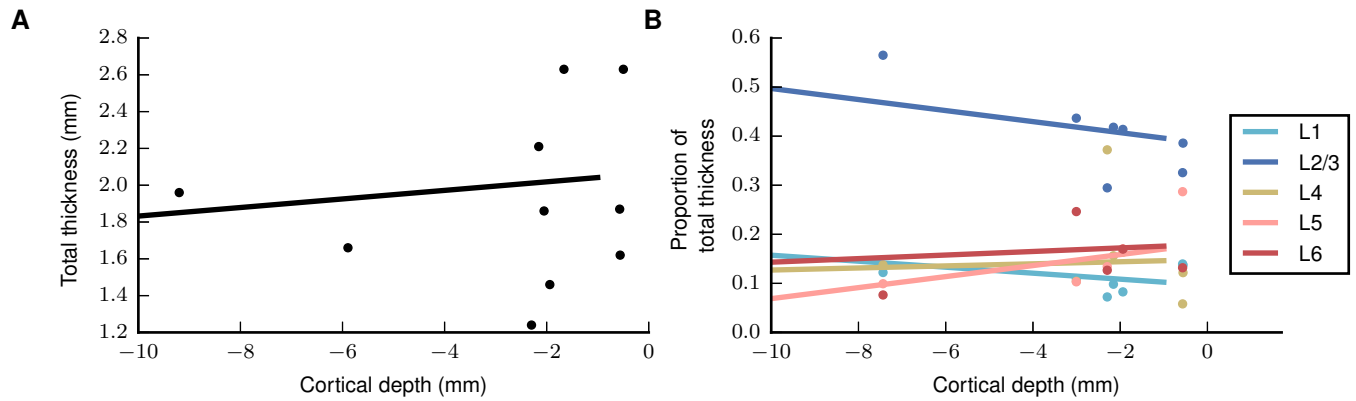 A
Total thickness (mm)
2.8
2.6
2.4
2.2
2.0
1.8
1.6
1.4
1.2
−10
−8
−6
−4
−2
0
Cortical depth (mm)
B
Proportion of
total thickness
0.6
0.5
0.4
0.3
0.2
0.1
0.0
−10
−8
−6
−4
−2
0
Cortical depth (mm)
L1
L2/3
L4
L5
L6